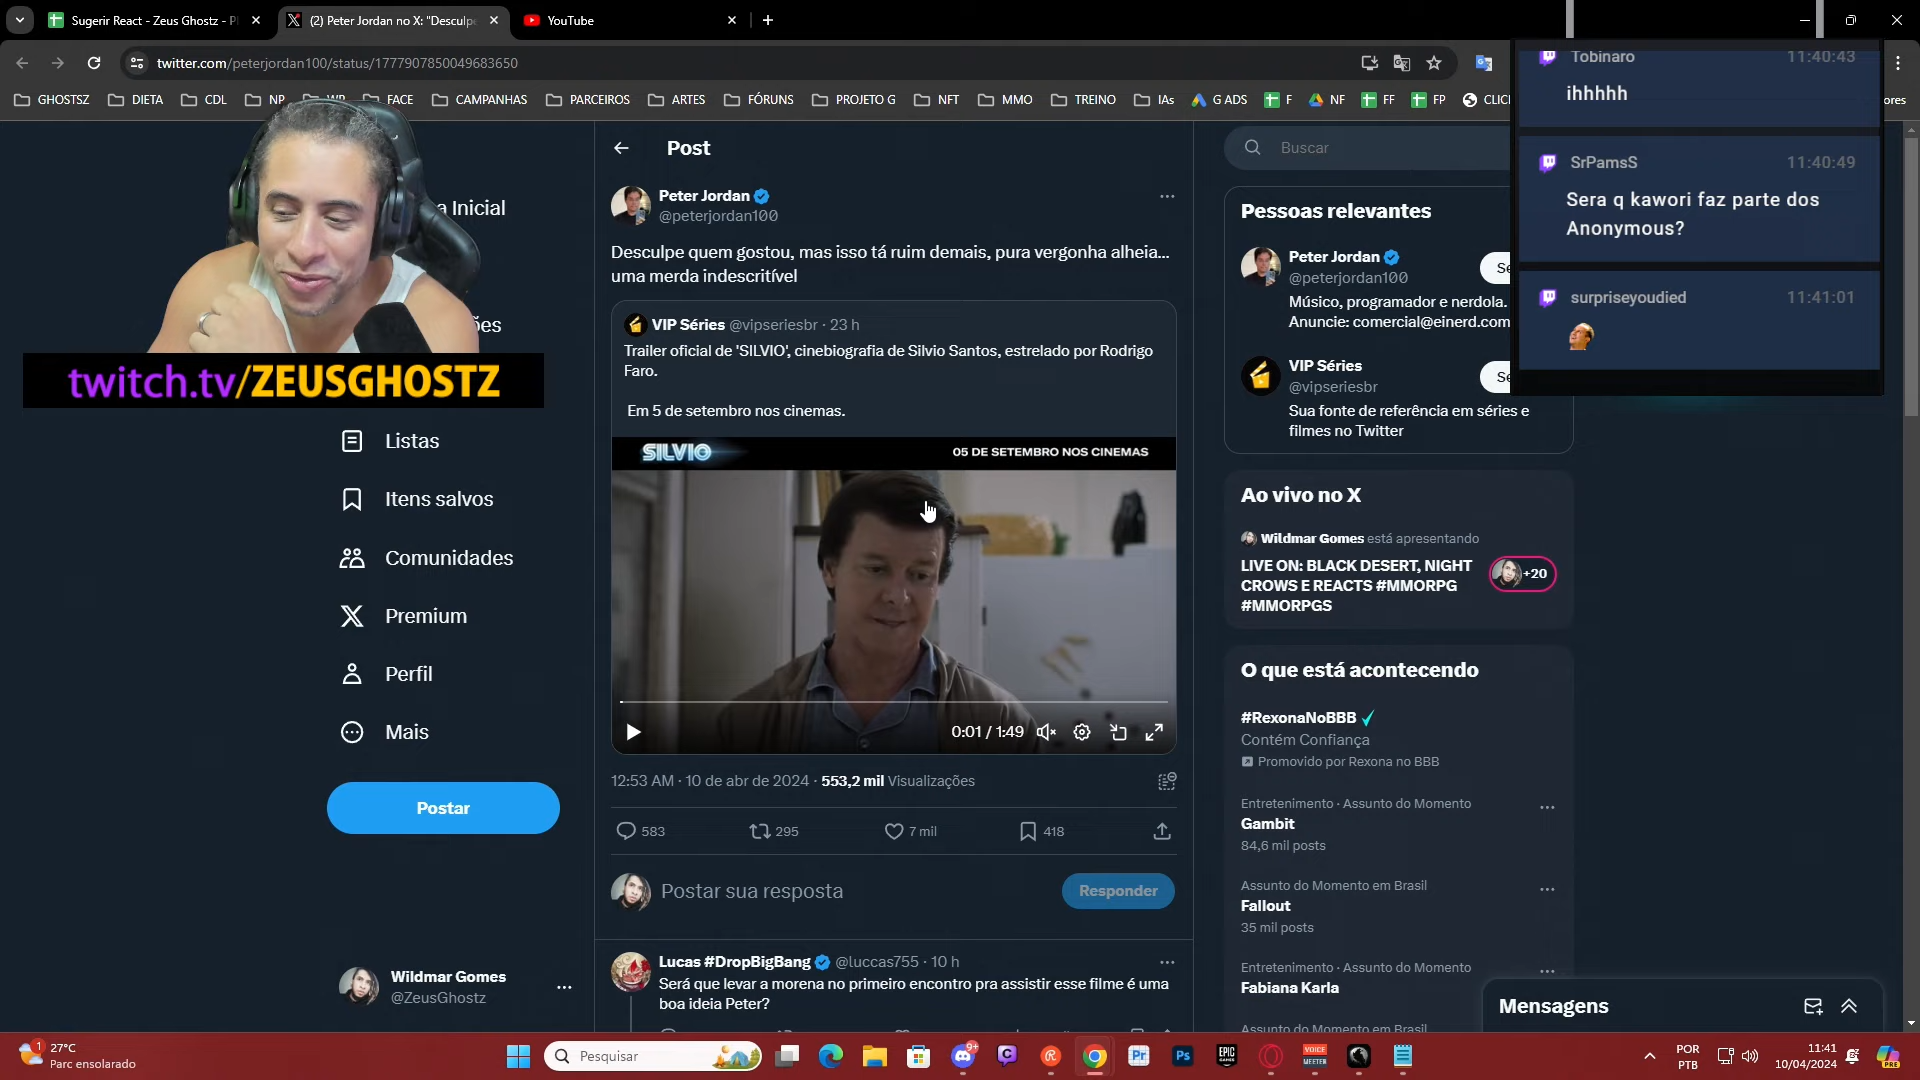 Sugerir React - Zeus Ghostz - P
(2) Peter Jordan no X: "Desculpe
YouTube
twitter.com/peterjordan100/status/1777907850049683650
GHOSTSZ
DIETA
CDL
NP
FACE
CAMPANHAS
PARCEIROS
ARTES
FÓRUNS
PROJETO G
NFT
MMO
TREINO
IAs
G ADS
F
NF
FF
FP
Tobinaro 11:40:43
ihhhhh
SrPamsS 11:40:49
Sera q kawori faz parte dos
Anonymous?
surpriseyoudied 11:41:01
a Inicial
twitch.tv/ZEUSGHOSTZ
Listas
Itens salvos
Comunidades
Premium
Perfil
Mais
Postar
Wildmar Gomes
@ZeusGhostz
Post
Peter Jordan
@peterjordan100
Desculpe quem gostou, mas isso tá ruim demais, pura vergonha alheia...
uma merda indescritível
VIP Séries @vipseriesbr · 23 h
Trailer oficial de 'SILVIO', cinebiografia de Silvio Santos, estrelado por Rodrigo
Faro.
Em 5 de setembro nos cinemas.
SILVIO
05 DE SETEMBRO NOS CINEMAS
0:01 / 1:49
12:53 AM · 10 de abr de 2024 · 553,2 mil Visualizações
583
295
7 mil
418
Postar sua resposta
Responder
Lucas #DropBigBang @luccas755 · 10 h
Será que levar a morena no primeiro encontro pra assistir esse filme é uma
boa ideia Peter?
Buscar
Pessoas relevantes
Peter Jordan
@peterjordan100
Músico, programador e nerdola.
Anuncie: comercial@einerd.com
VIP Séries
@vipseriesbr
Sua fonte de referência em séries e
filmes no Twitter
Ao vivo no X
Wildmar Gomes está apresentando
LIVE ON: BLACK DESERT, NIGHT
CROWS E REACTS #MMORPG
#MMORPGS
+20
O que está acontecendo
#RexonaNoBBB
Contém Confiança
Promovido por Rexona no BBB
Entretenimento · Assunto do Momento
Gambit
84,6 mil posts
Assunto do Momento em Brasil
Fallout
35 mil posts
Entretenimento · Assunto do Momento
Fabiana Karla
Assunto do Momento em Brasil
Mensagens
27°C
Parc ensolarado
Pesquisar
POR
PTB
11:41
10/04/2024